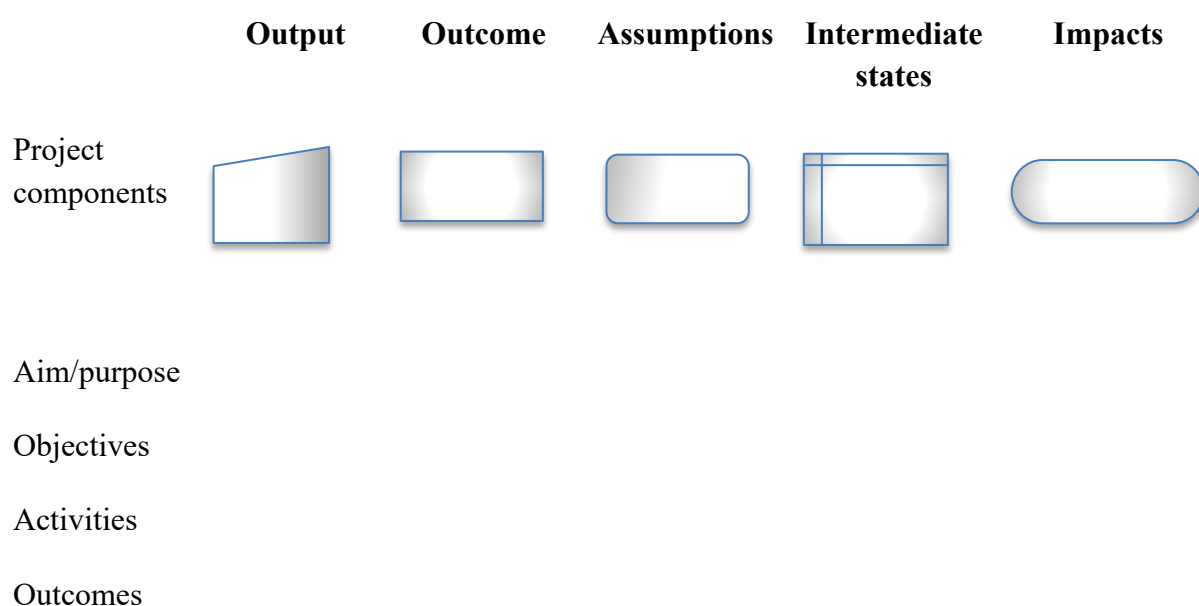 Output Outcome Assumptions Intermediate Impacts
states
Project
components
Aim/purpose
Objectives
Activities
Outcomes